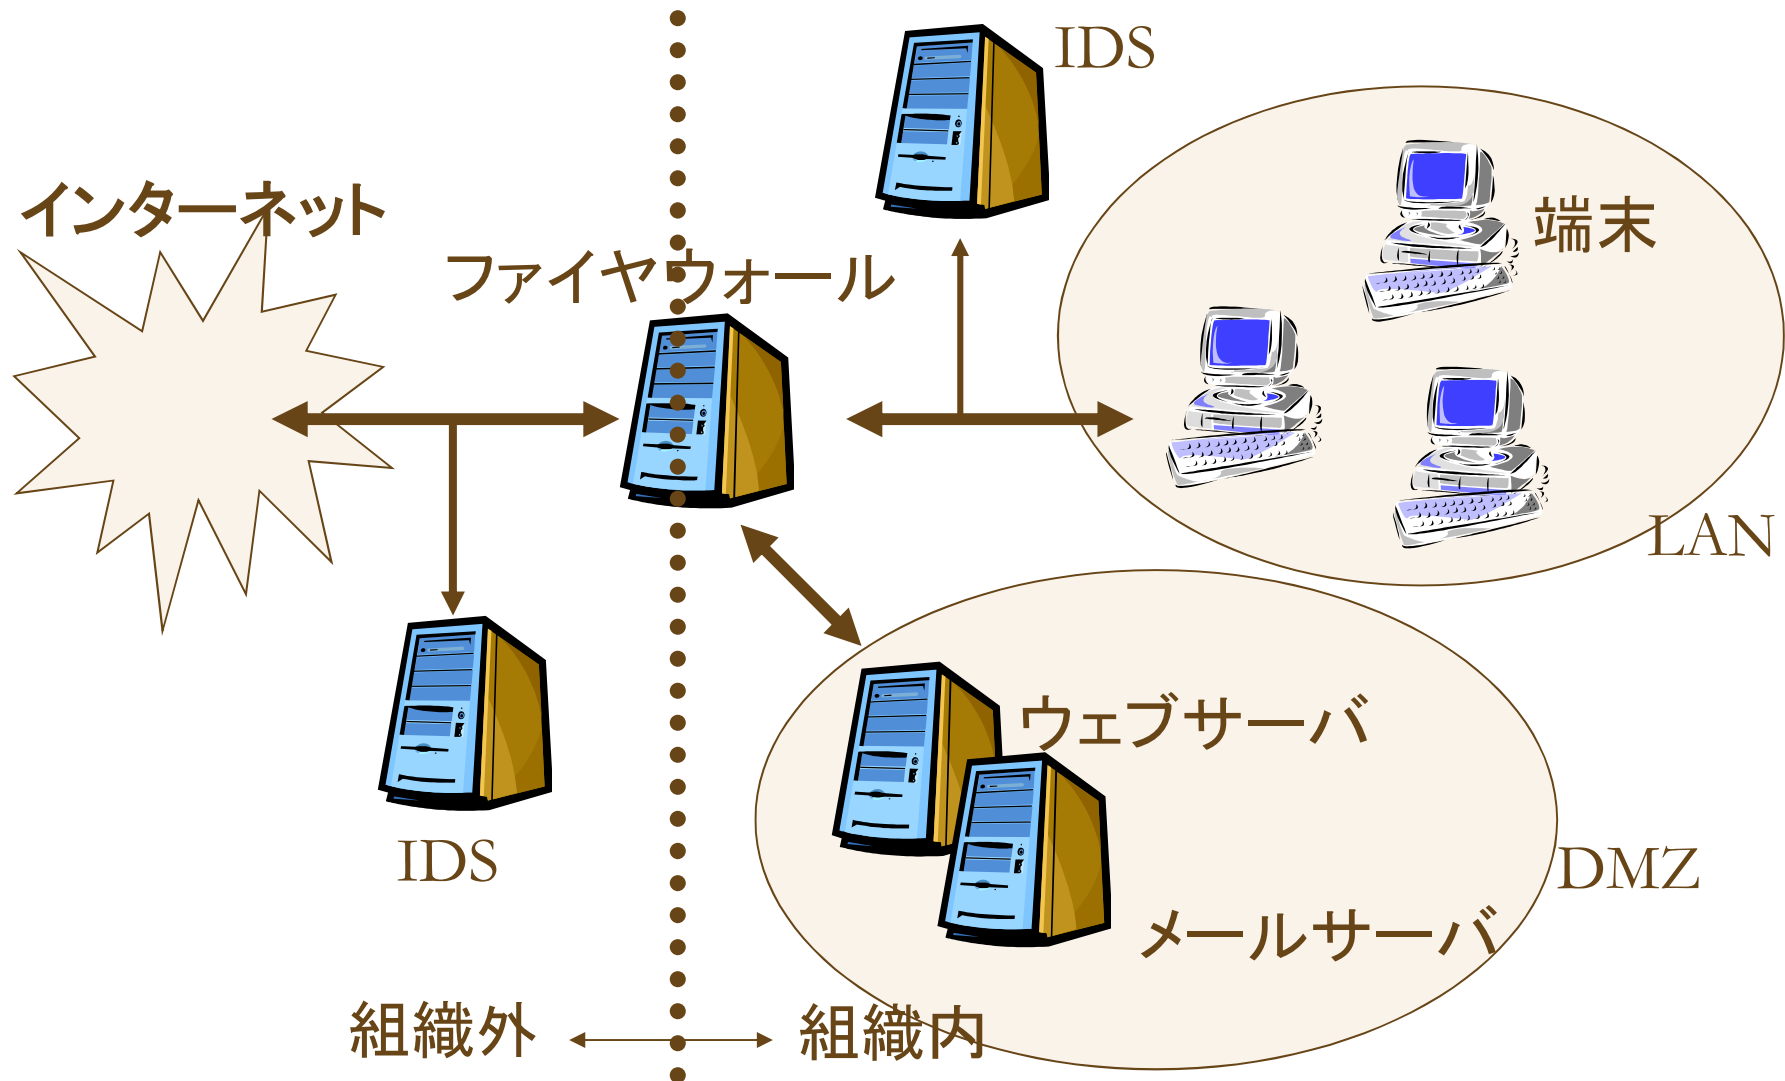 IDS
インターネット
端末
ファイヤウォール
LAN
ウェブサーバ
IDS
DMZ
メールサーバ
組織外
組織内